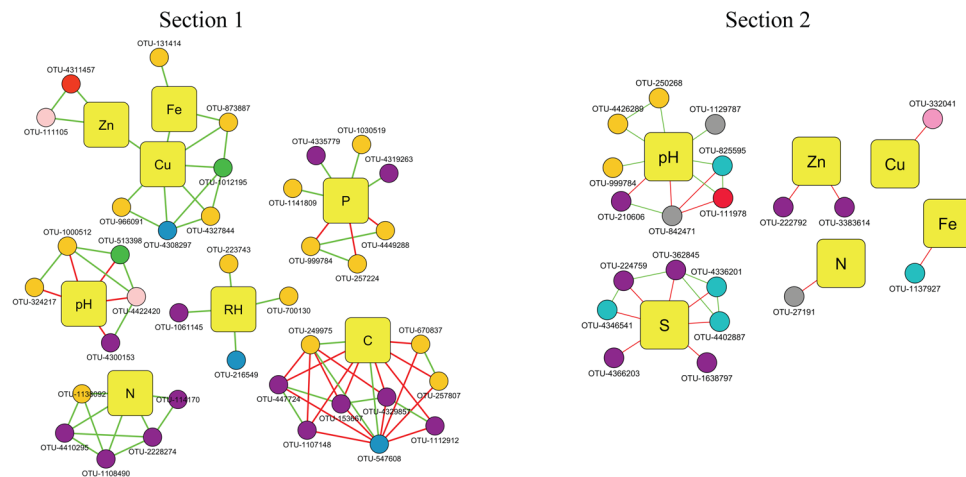 Section 1
OTU-131414
OTU-4311457
OTU-111105
Zn
Fe
OTU-873887
Cu
OTU-1012195
OTU-966091
OTU-4327844
OTU-4308297
OTU-1030519
OTU-4335779
OTU-4319263
OTU-1141809
P
OTU-4449288
OTU-999784
OTU-257224
OTU-1000512
OTU-513398
OTU-324217
pH
OTU-4422420
OTU-4300153
OTU-223743
OTU-700130
RH
OTU-1061145
OTU-216549
OTU-249975
C
OTU-670837
OTU-447724
OTU-153667
OTU-4329857
OTU-257807
OTU-1107148
OTU-1112912
OTU-547608
OTU-1138092
N
OTU-114170
OTU-4410295
OTU-2228274
OTU-1108490
Section 2
OTU-250268
OTU-4426289
OTU-1129787
pH
OTU-825595
OTU-999784
OTU-210606
OTU-111978
OTU-842471
Zn
OTU-222792
OTU-3383614
OTU-332041
Cu
Fe
OTU-1137927
N
OTU-27191
OTU-362845
OTU-224759
OTU-4336201
OTU-4346541
S
OTU-4402887
OTU-4366203
OTU-1638797